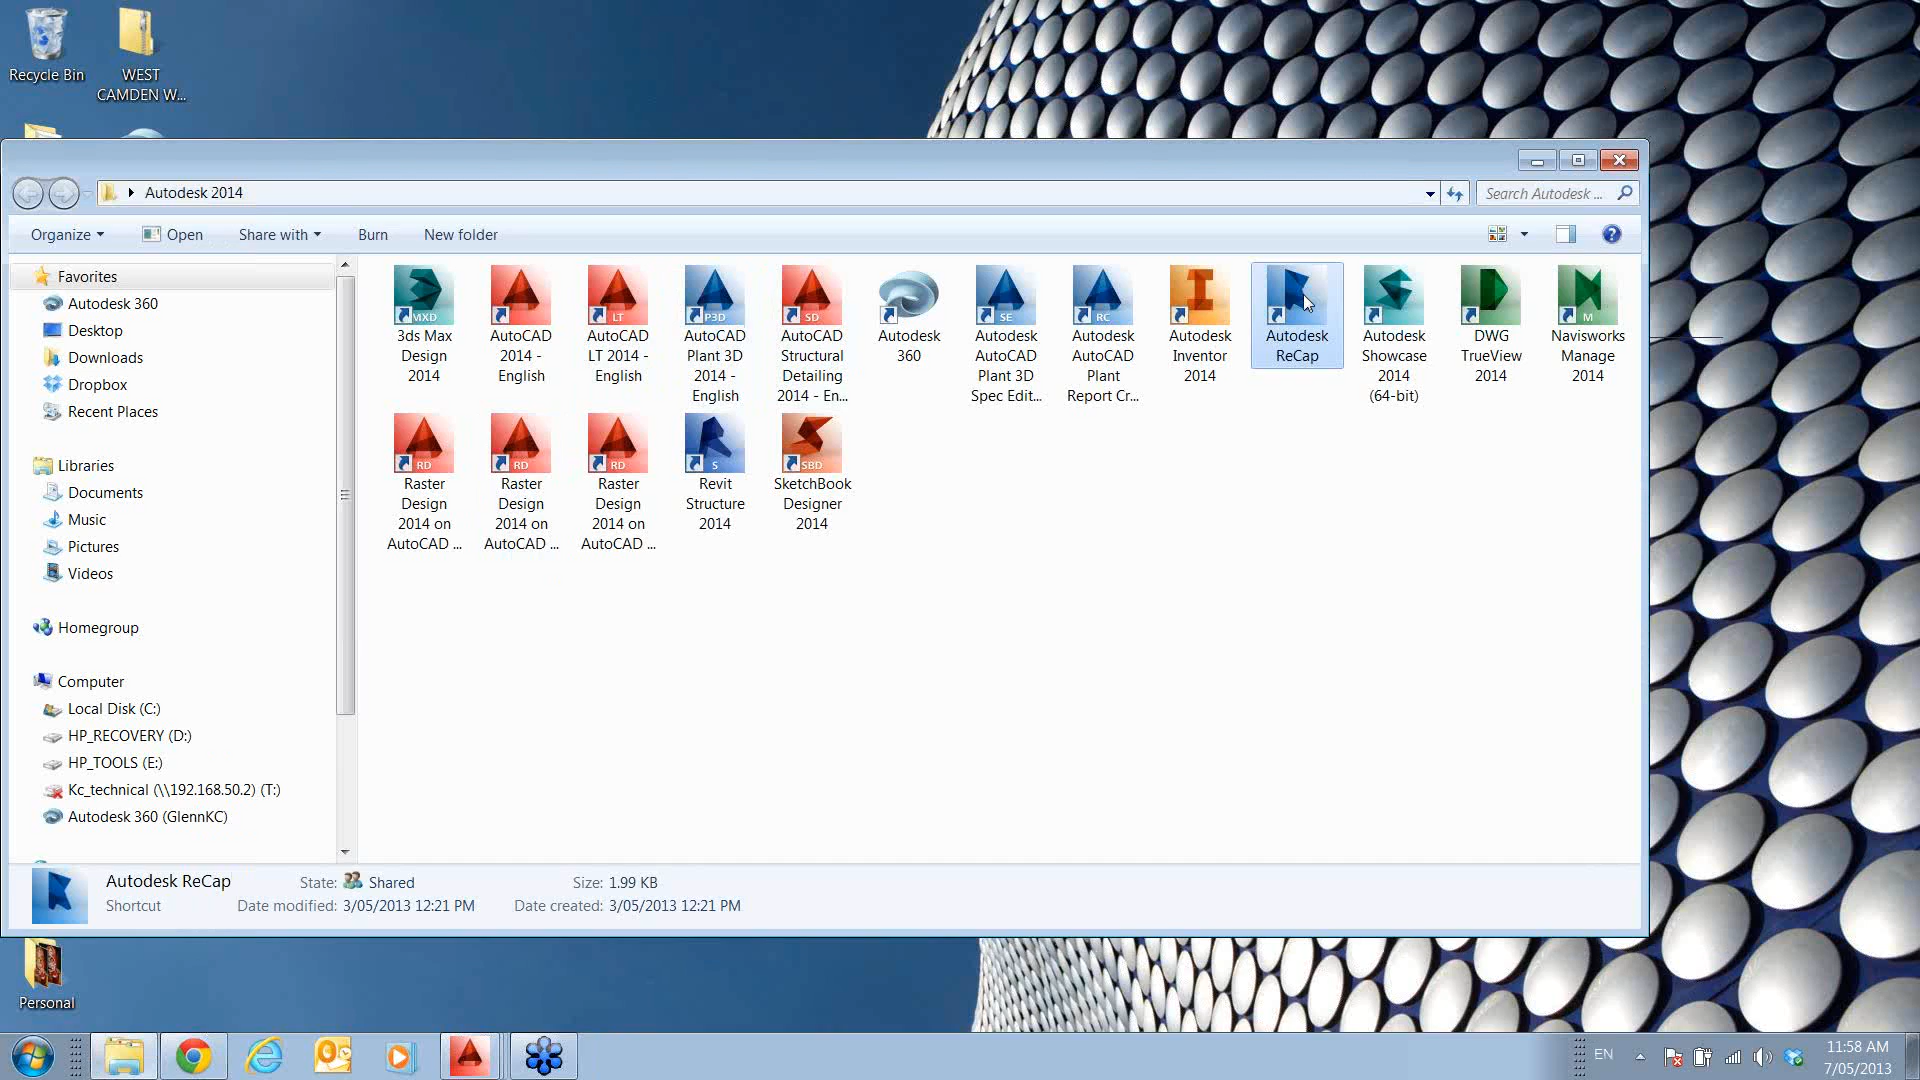 Recycle Bin
WEST
CAMDEN W...
Autodesk 2014
Search Autodesk ...
Organize
Open
Share with
Burn
New folder
Favorites
Autodesk 360
Desktop
Downloads
Dropbox
Recent Places
Libraries
Documents
Music
Pictures
Videos
Homegroup
Computer
Local Disk (C:)
HP_RECOVERY (D:)
HP_TOOLS (E:)
Kc_technical (\\192.168.50.2) (T:)
Autodesk 360 (GlennKC)
MXD
3ds Max
Design
2014
AutoCAD
2014 -
English
LT
AutoCAD
LT 2014 -
English
P3D
AutoCAD
Plant 3D
2014 -
English
SD
AutoCAD
Structural
Detailing
2014 - En...
Autodesk
360
SE
Autodesk
AutoCAD
Plant 3D
Spec Edit...
RC
Autodesk
AutoCAD
Plant
Report Cr...
Autodesk
Inventor
2014
Autodesk
ReCap
Autodesk
Showcase
2014
(64-bit)
DWG
TrueView
2014
M
Navisworks
Manage
2014
RD
Raster
Design
2014 on
AutoCAD ...
RD
Raster
Design
2014 on
AutoCAD ...
RD
Raster
Design
2014 on
AutoCAD ...
S
Revit
Structure
2014
SBD
SketchBook
Designer
2014
Autodesk ReCap
State: Shared
Size: 1.99 KB
Shortcut
Date modified: 3/05/2013 12:21 PM
Date created: 3/05/2013 12:21 PM
Personal
EN
11:58 AM
7/05/2013